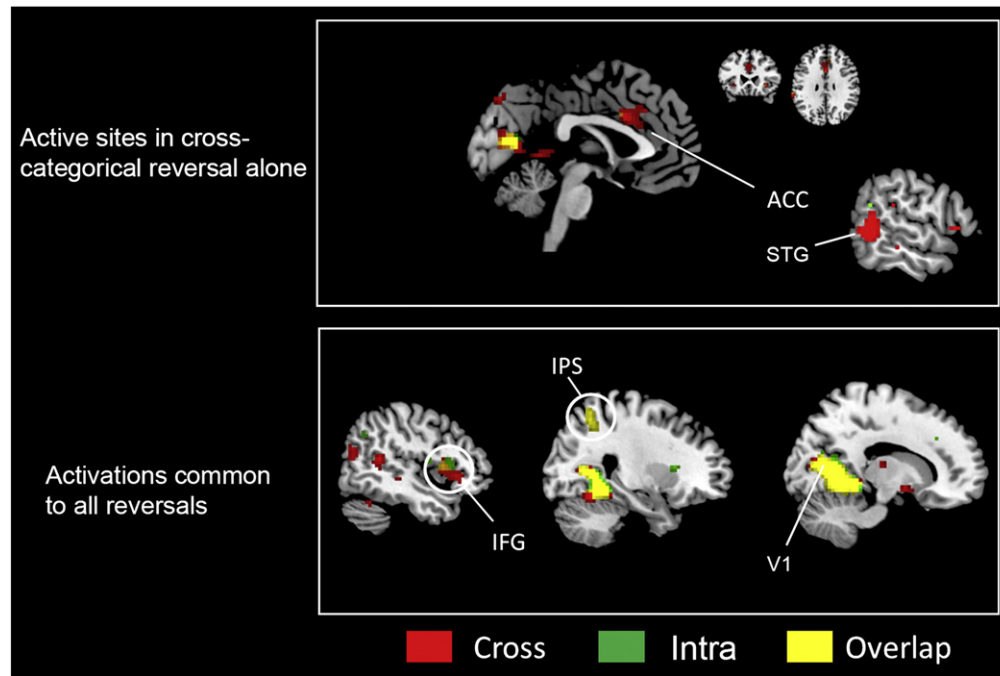 Active sites in cross-
categorical reversal alone
ACC
STG
IPS
Activations common
to all reversals
IFG
V1
Cross
Intra
Overlap